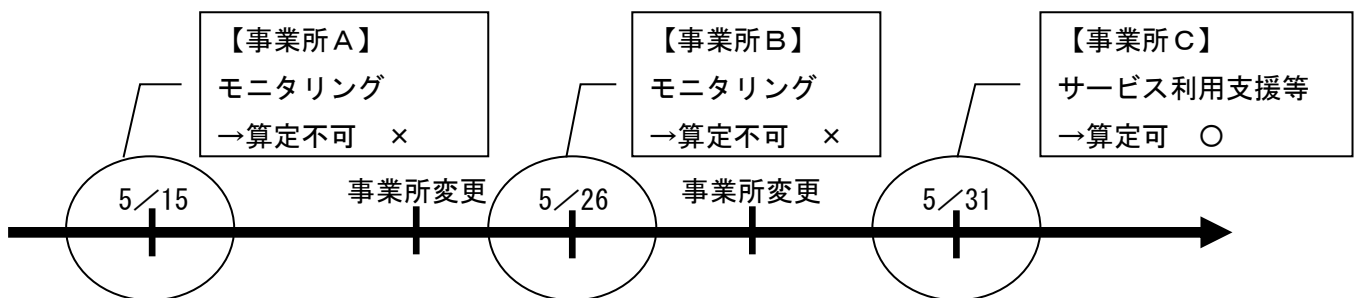 【事業所A】
モニタリング
→算定不可 ×
【事業所B】
モニタリング
→算定不可 ×
【事業所C】
サービス利用支援等
→算定可 ○
5/15
事業所変更
5/26
事業所変更
5/31